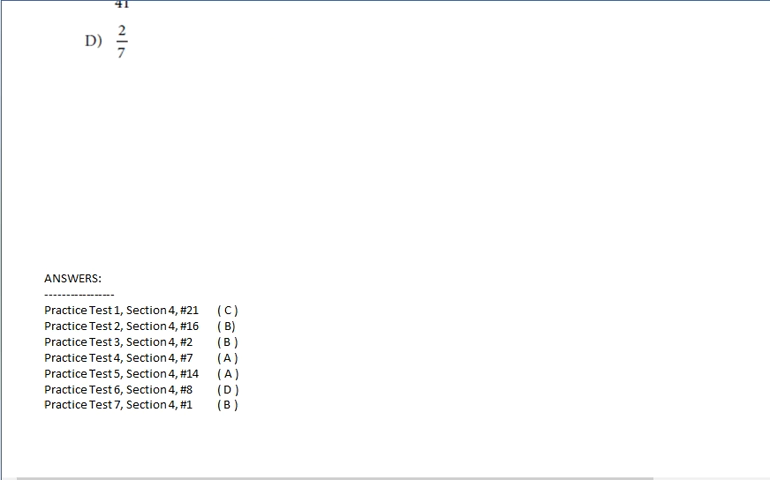 41
D) 2/7
ANSWERS:
-----------------
Practice Test 1, Section 4, #21 ( C )
Practice Test 2, Section 4, #16 ( B)
Practice Test 3, Section 4, #2 ( B )
Practice Test 4, Section 4, #7 ( A )
Practice Test 5, Section 4, #14 ( A )
Practice Test 6, Section 4, #8 ( D )
Practice Test 7, Section 4, #1 ( B )